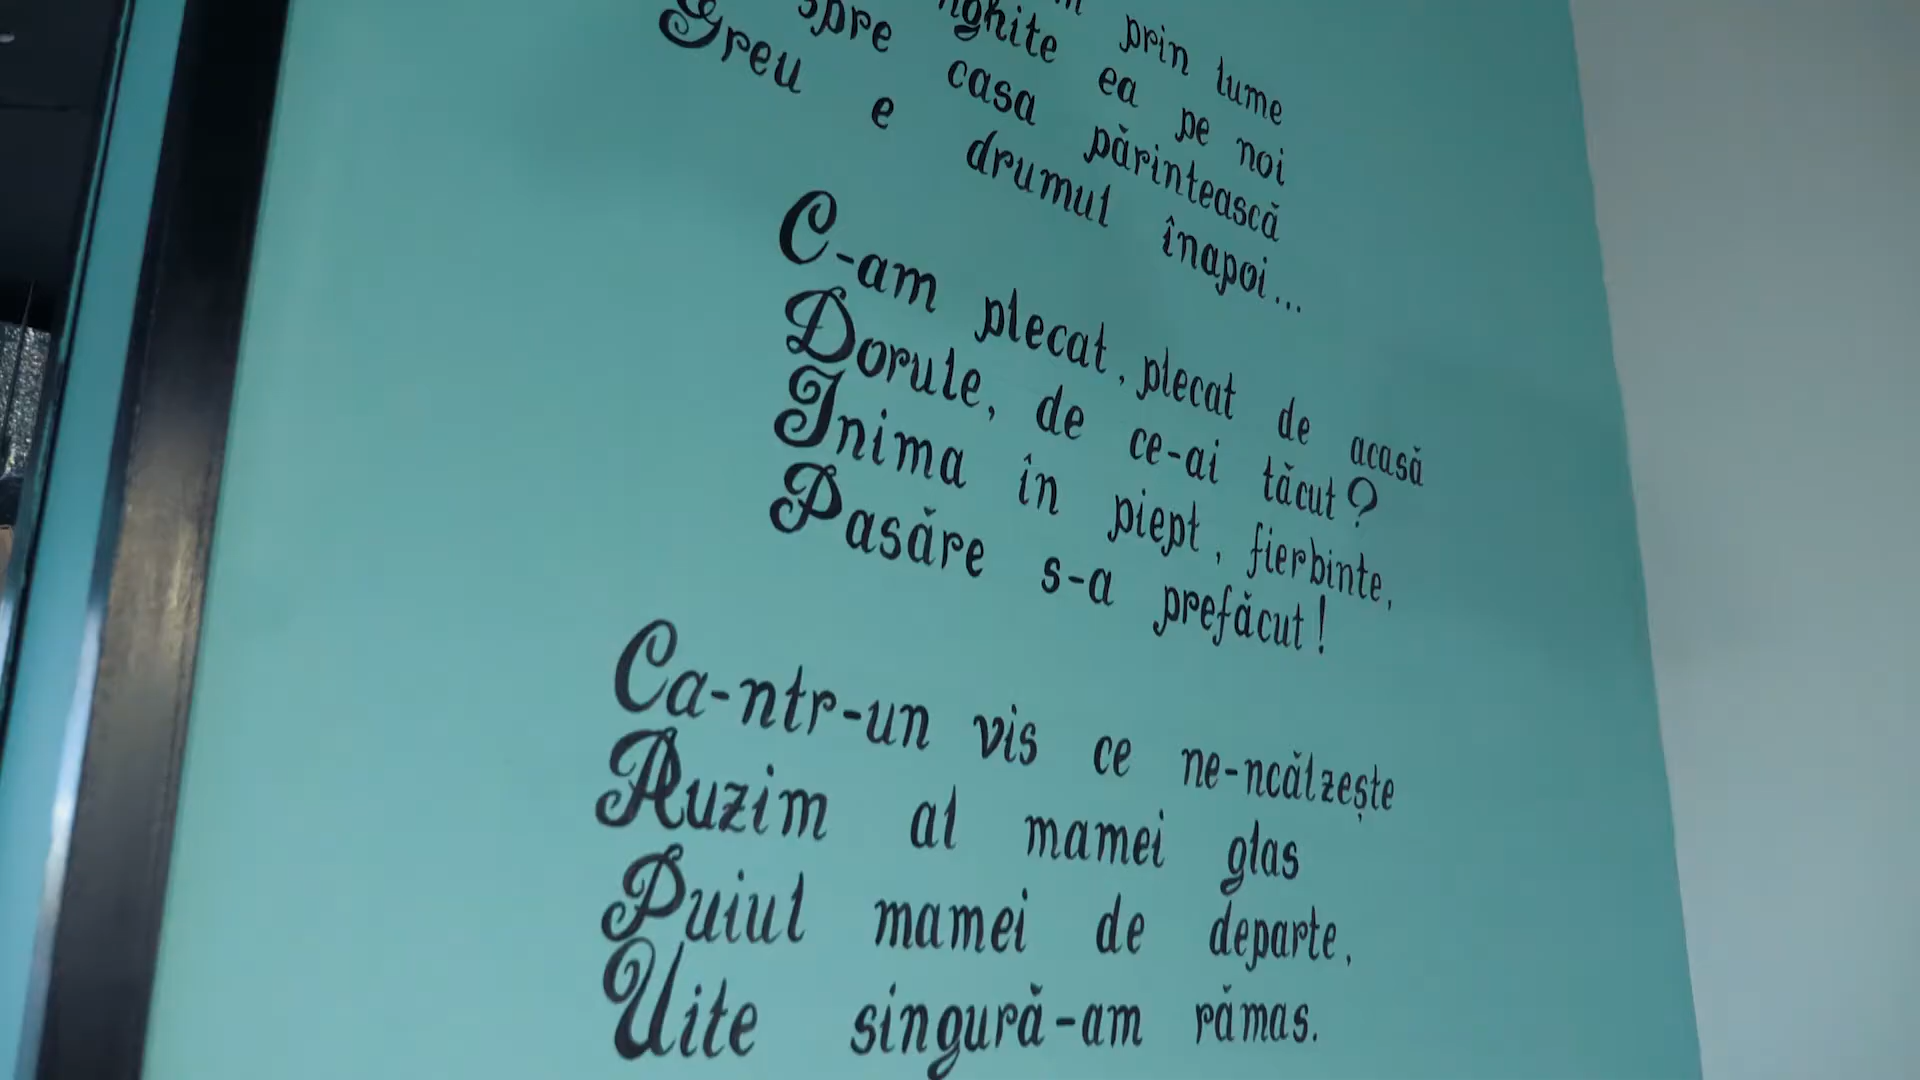 prin lume
ea pe noi
casa părintească
Greu e drumul înapoi...
C-am plecat, plecat de acasă
Dorule, de ce-ai tăcut?
Inima în piept, fierbinte,
Pasăre s-a prefăcut!
Ca-ntr-un vis ce ne-ncălzește
Auzim al mamei glas
Puiul mamei de departe,
Uite singură-am rămas.